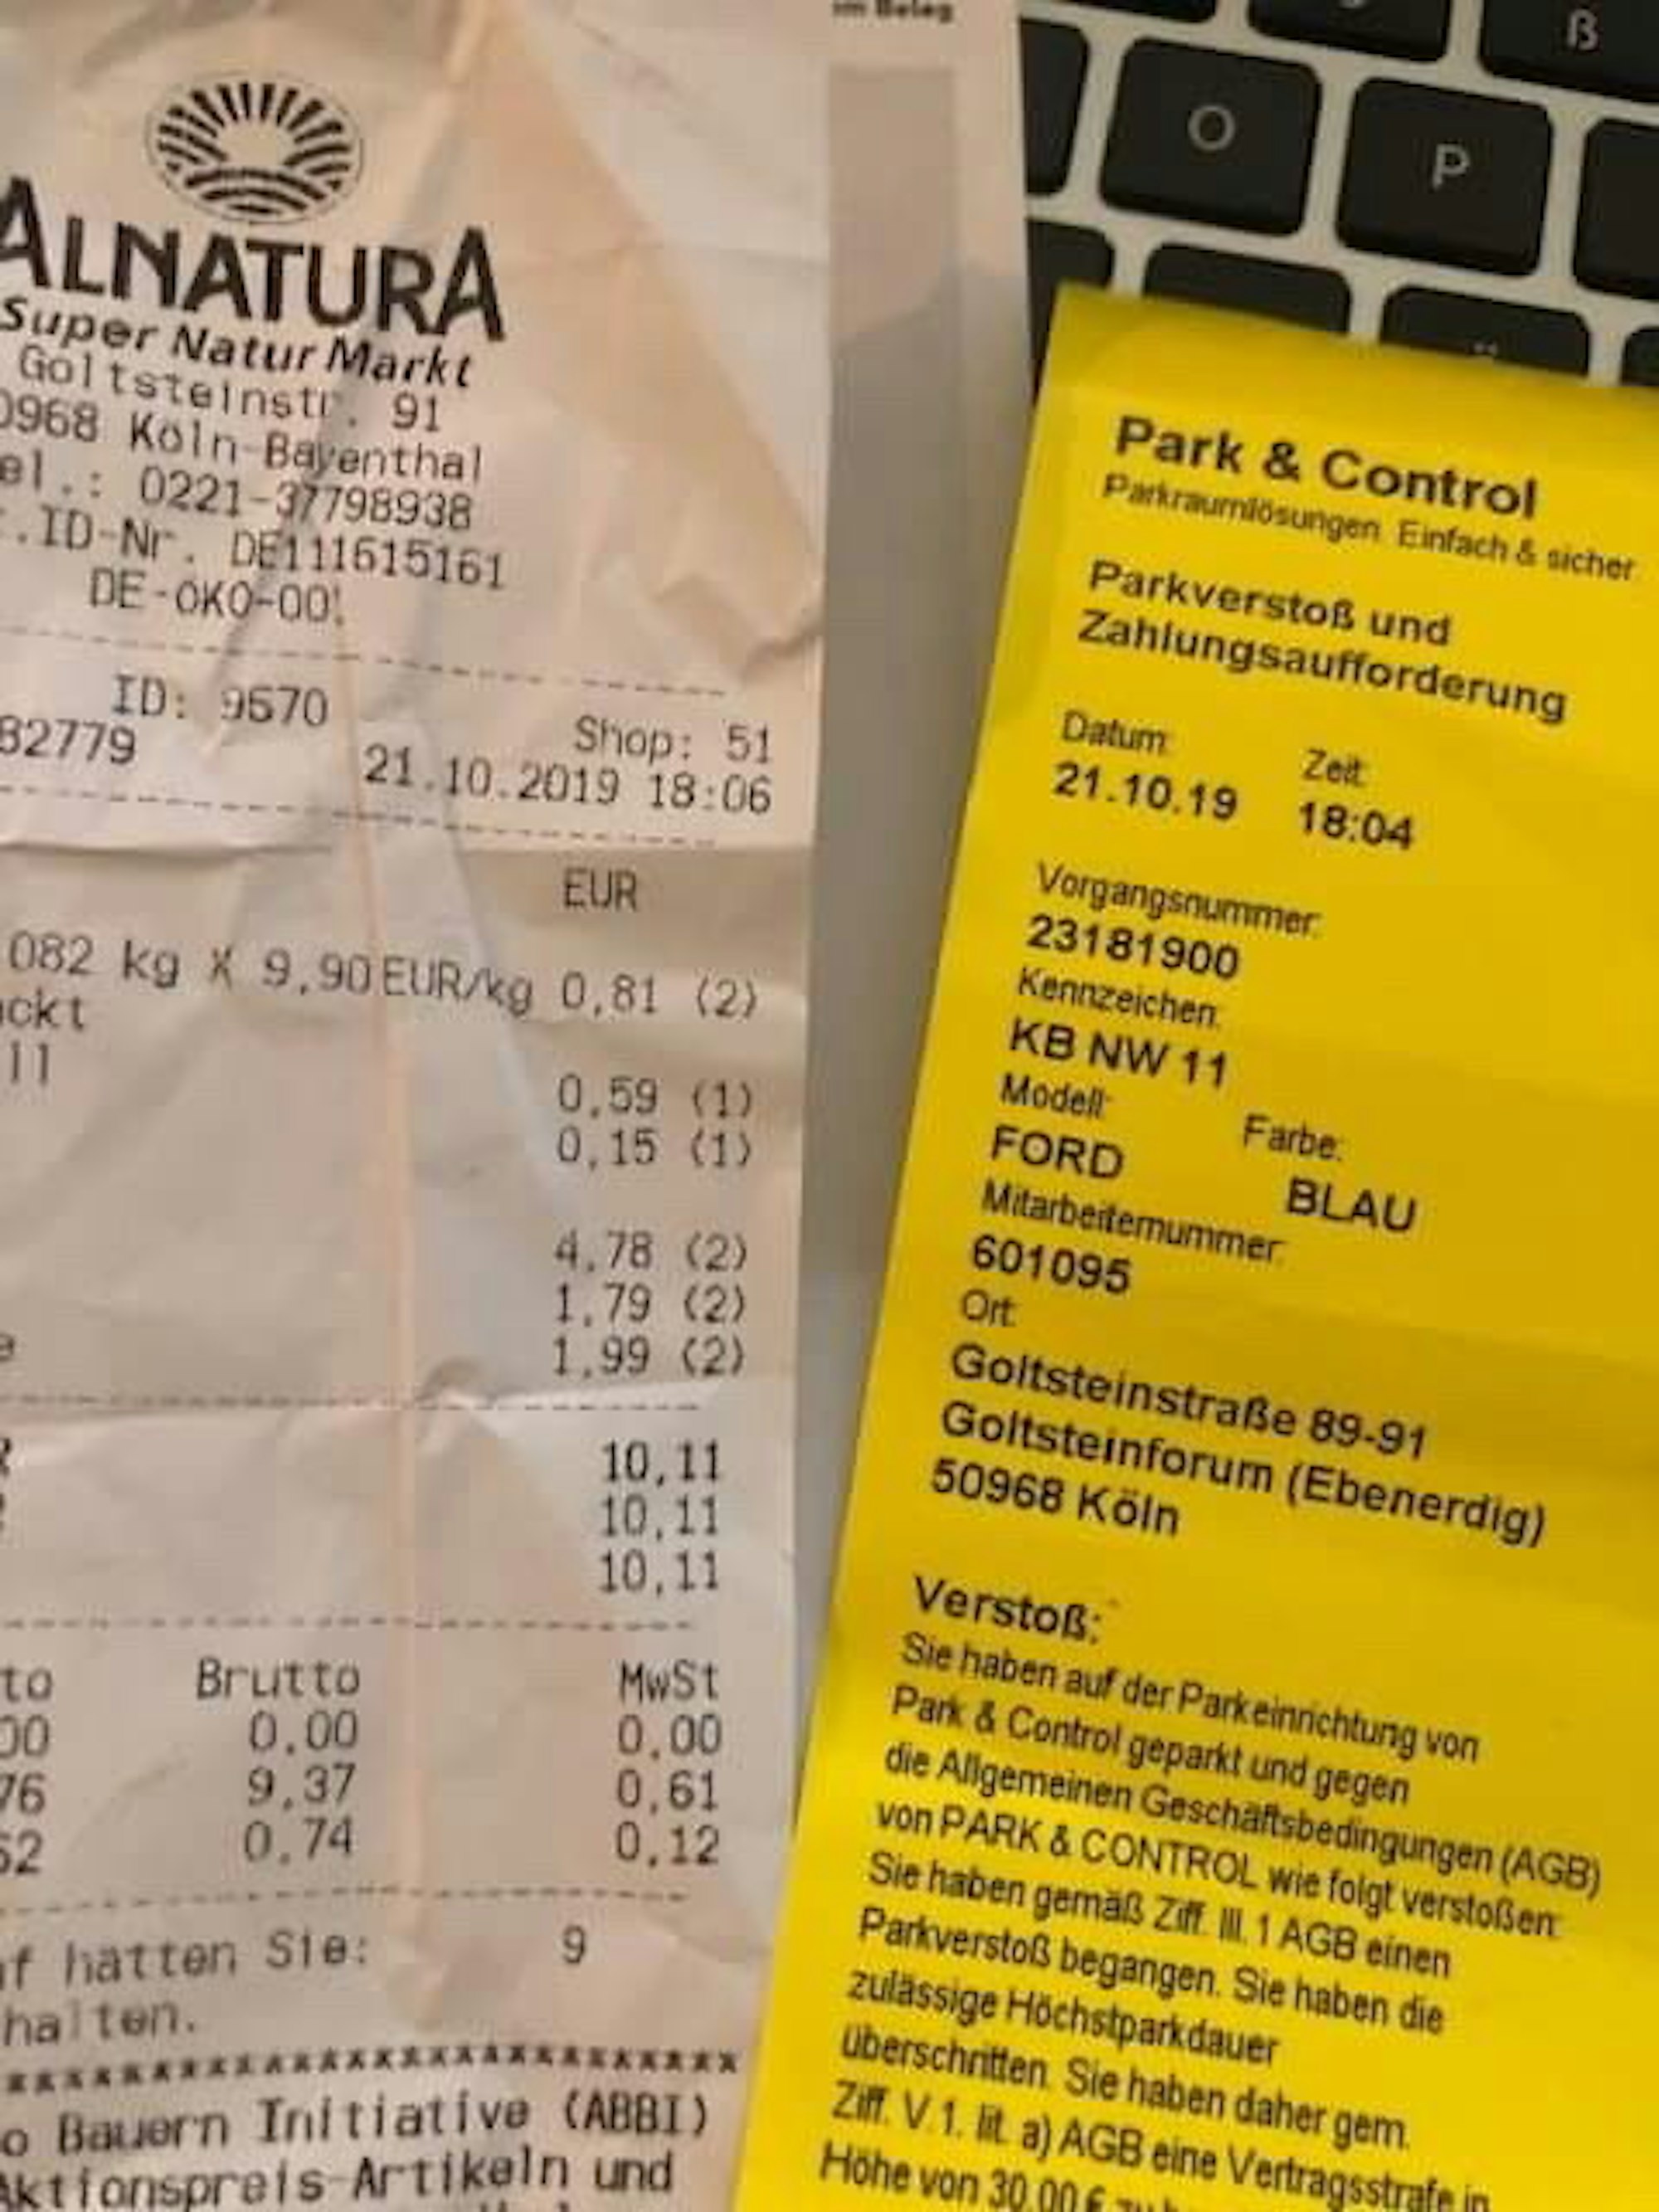 ALNATURA
Super Natur Markt
Goltsteinstr. 91
0968 Köln-Bayenthal
el.: 0221-37798938
.ID-Nr. DE111615161
DE-ÖKO-00
ID: 9570
Shop: 51
82779
21.10.2019 18:06
EUR
082 kg X 9,90 EUR/kg 0,81 (2)
ckt
ll
0,59 (1)
0,15 (1)
4,78 (2)
1,79 (2)
e 1,99 (2)
10,11
10,11
10,11
to Brutto MwSt
00 0,00 0,00
76 9,37 0,61
62 0,74 0,12
f hatten Sie: 9
halten.
o Bauern Initiative (ABBI)
Aktionspreis-Artikeln und
im Beleg
ß
O
P
Park & Control
Parkraumlösungen. Einfach & sicher
Parkverstoß und
Zahlungsaufforderung
Datum: Zeit:
21.10.19 18:04
Vorgangsnummer:
23181900
Kennzeichen:
KB NW 11
Modell: Farbe:
FORD BLAU
Mitarbeiternummer:
601095
Ort:
Goltsteinstraße 89-91
Goltsteinforum (Ebenerdig)
50968 Köln
Verstoß:
Sie haben auf der Parkeinrichtung von
Park & Control geparkt und gegen
die Allgemeinen Geschäftsbedingungen (AGB)
von PARK & CONTROL wie folgt verstoßen:
Sie haben gemäß Ziff. III. 1 AGB einen
Parkverstoß begangen. Sie haben die
zulässige Höchstparkdauer
überschritten. Sie haben daher gem.
Ziff. V.1. lit. a) AGB eine Vertragsstrafe in
Höhe von 30,00 € zu